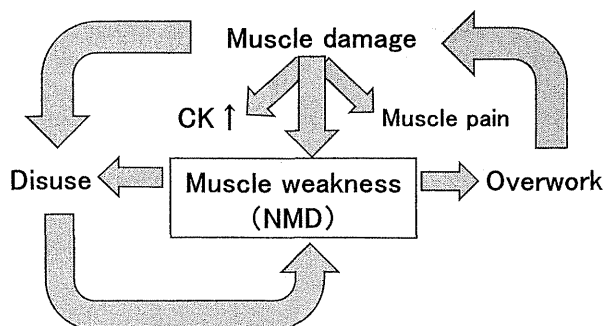 Muscle damage
CK ↑
Muscle pain
Disuse
Muscle weakness
(NMD)
Overwork